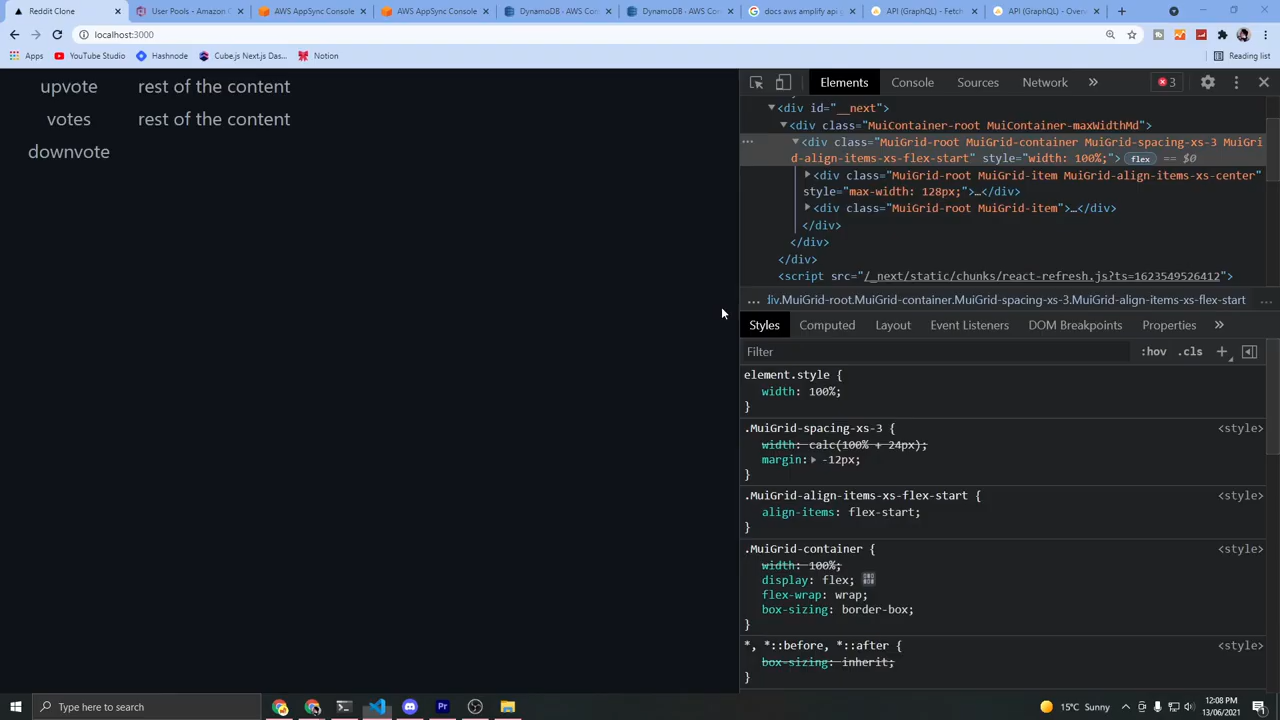 Reddit Clone
User Pools - Amazon C
AWS AppSync Console
AWS AppSync Console
DynamoDB · AWS Con
DynamoDB · AWS Con
docs aws amplify api
API (GraphQL) - Fetch
API (GraphQL) - Over
localhost:3000
Apps
YouTube Studio
Hashnode
Cube.js Next.js Das...
Notion
Reading list
upvote
rest of the content
votes
rest of the content
downvote
Elements
Console
Sources
Network
3
<div id="__next">
<div class="MuiContainer-root MuiContainer-maxWidthMd">
<div class="MuiGrid-root MuiGrid-container MuiGrid-spacing-xs-3 MuiGri
d-align-items-xs-flex-start" style="width: 100%;"> flex == $0
<div class="MuiGrid-root MuiGrid-item MuiGrid-align-items-xs-center"
style="max-width: 128px;">…</div>
<div class="MuiGrid-root MuiGrid-item">…</div>
</div>
</div>
</div>
<script src="/_next/static/chunks/react-refresh.js?ts=1623549526412">
... div.MuiGrid-root.MuiGrid-container.MuiGrid-spacing-xs-3.MuiGrid-align-items-xs-flex-start ...
Styles
Computed
Layout
Event Listeners
DOM Breakpoints
Properties
Filter
:hov
.cls
element.style {
width: 100%;
}
.MuiGrid-spacing-xs-3 {
<style>
width: calc(100% + 24px);
margin: -12px;
}
.MuiGrid-align-items-xs-flex-start {
<style>
align-items: flex-start;
}
.MuiGrid-container {
<style>
width: 100%;
display: flex;
flex-wrap: wrap;
box-sizing: border-box;
}
*, *::before, *::after {
<style>
box-sizing: inherit;
}
Type here to search
15°C Sunny
12:08 PM
13/06/2021
1